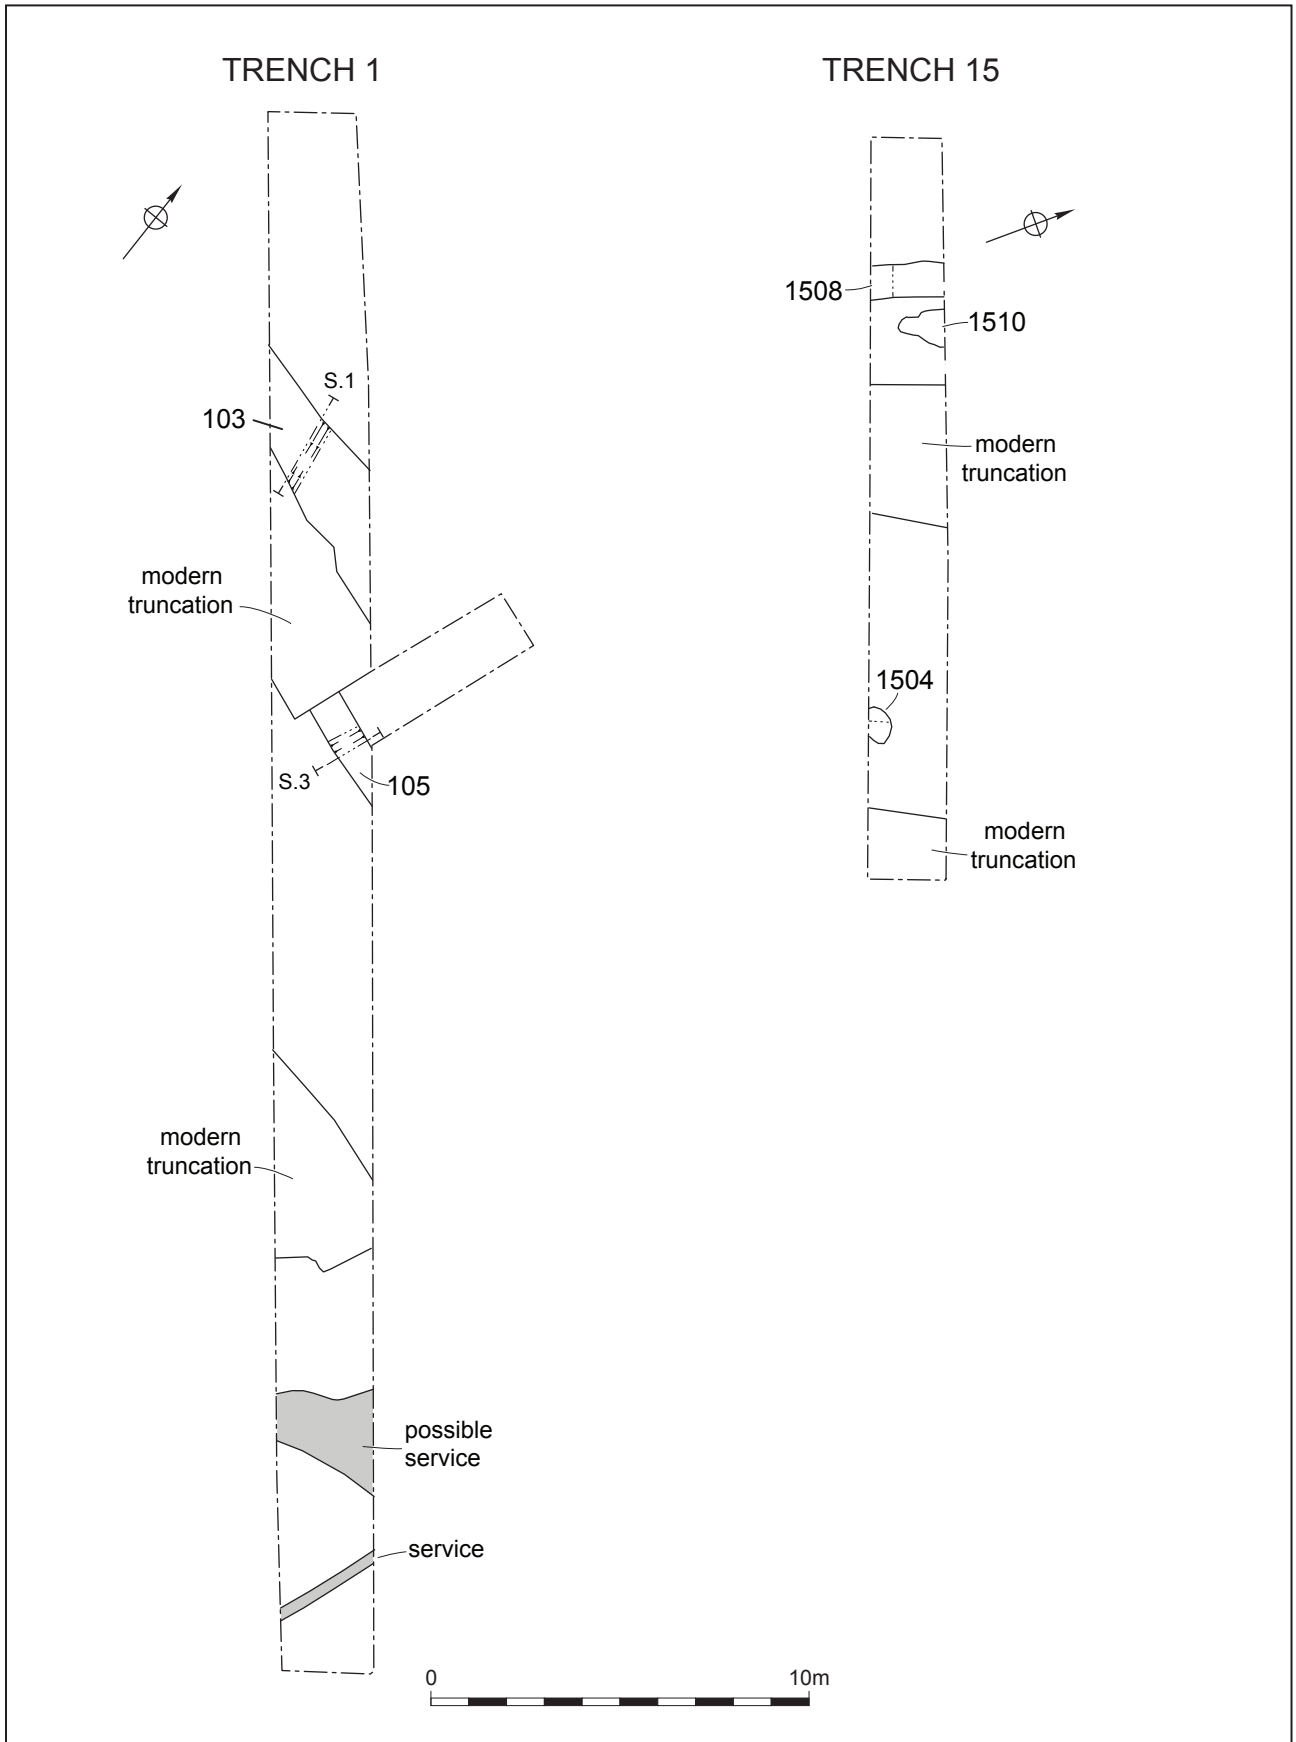 TRENCH 1
TRENCH 15
S.1
103
modern
truncation
S.3
105
modern
truncation
possible
service
service
1508
1510
modern
truncation
1504
modern
truncation
0
10m